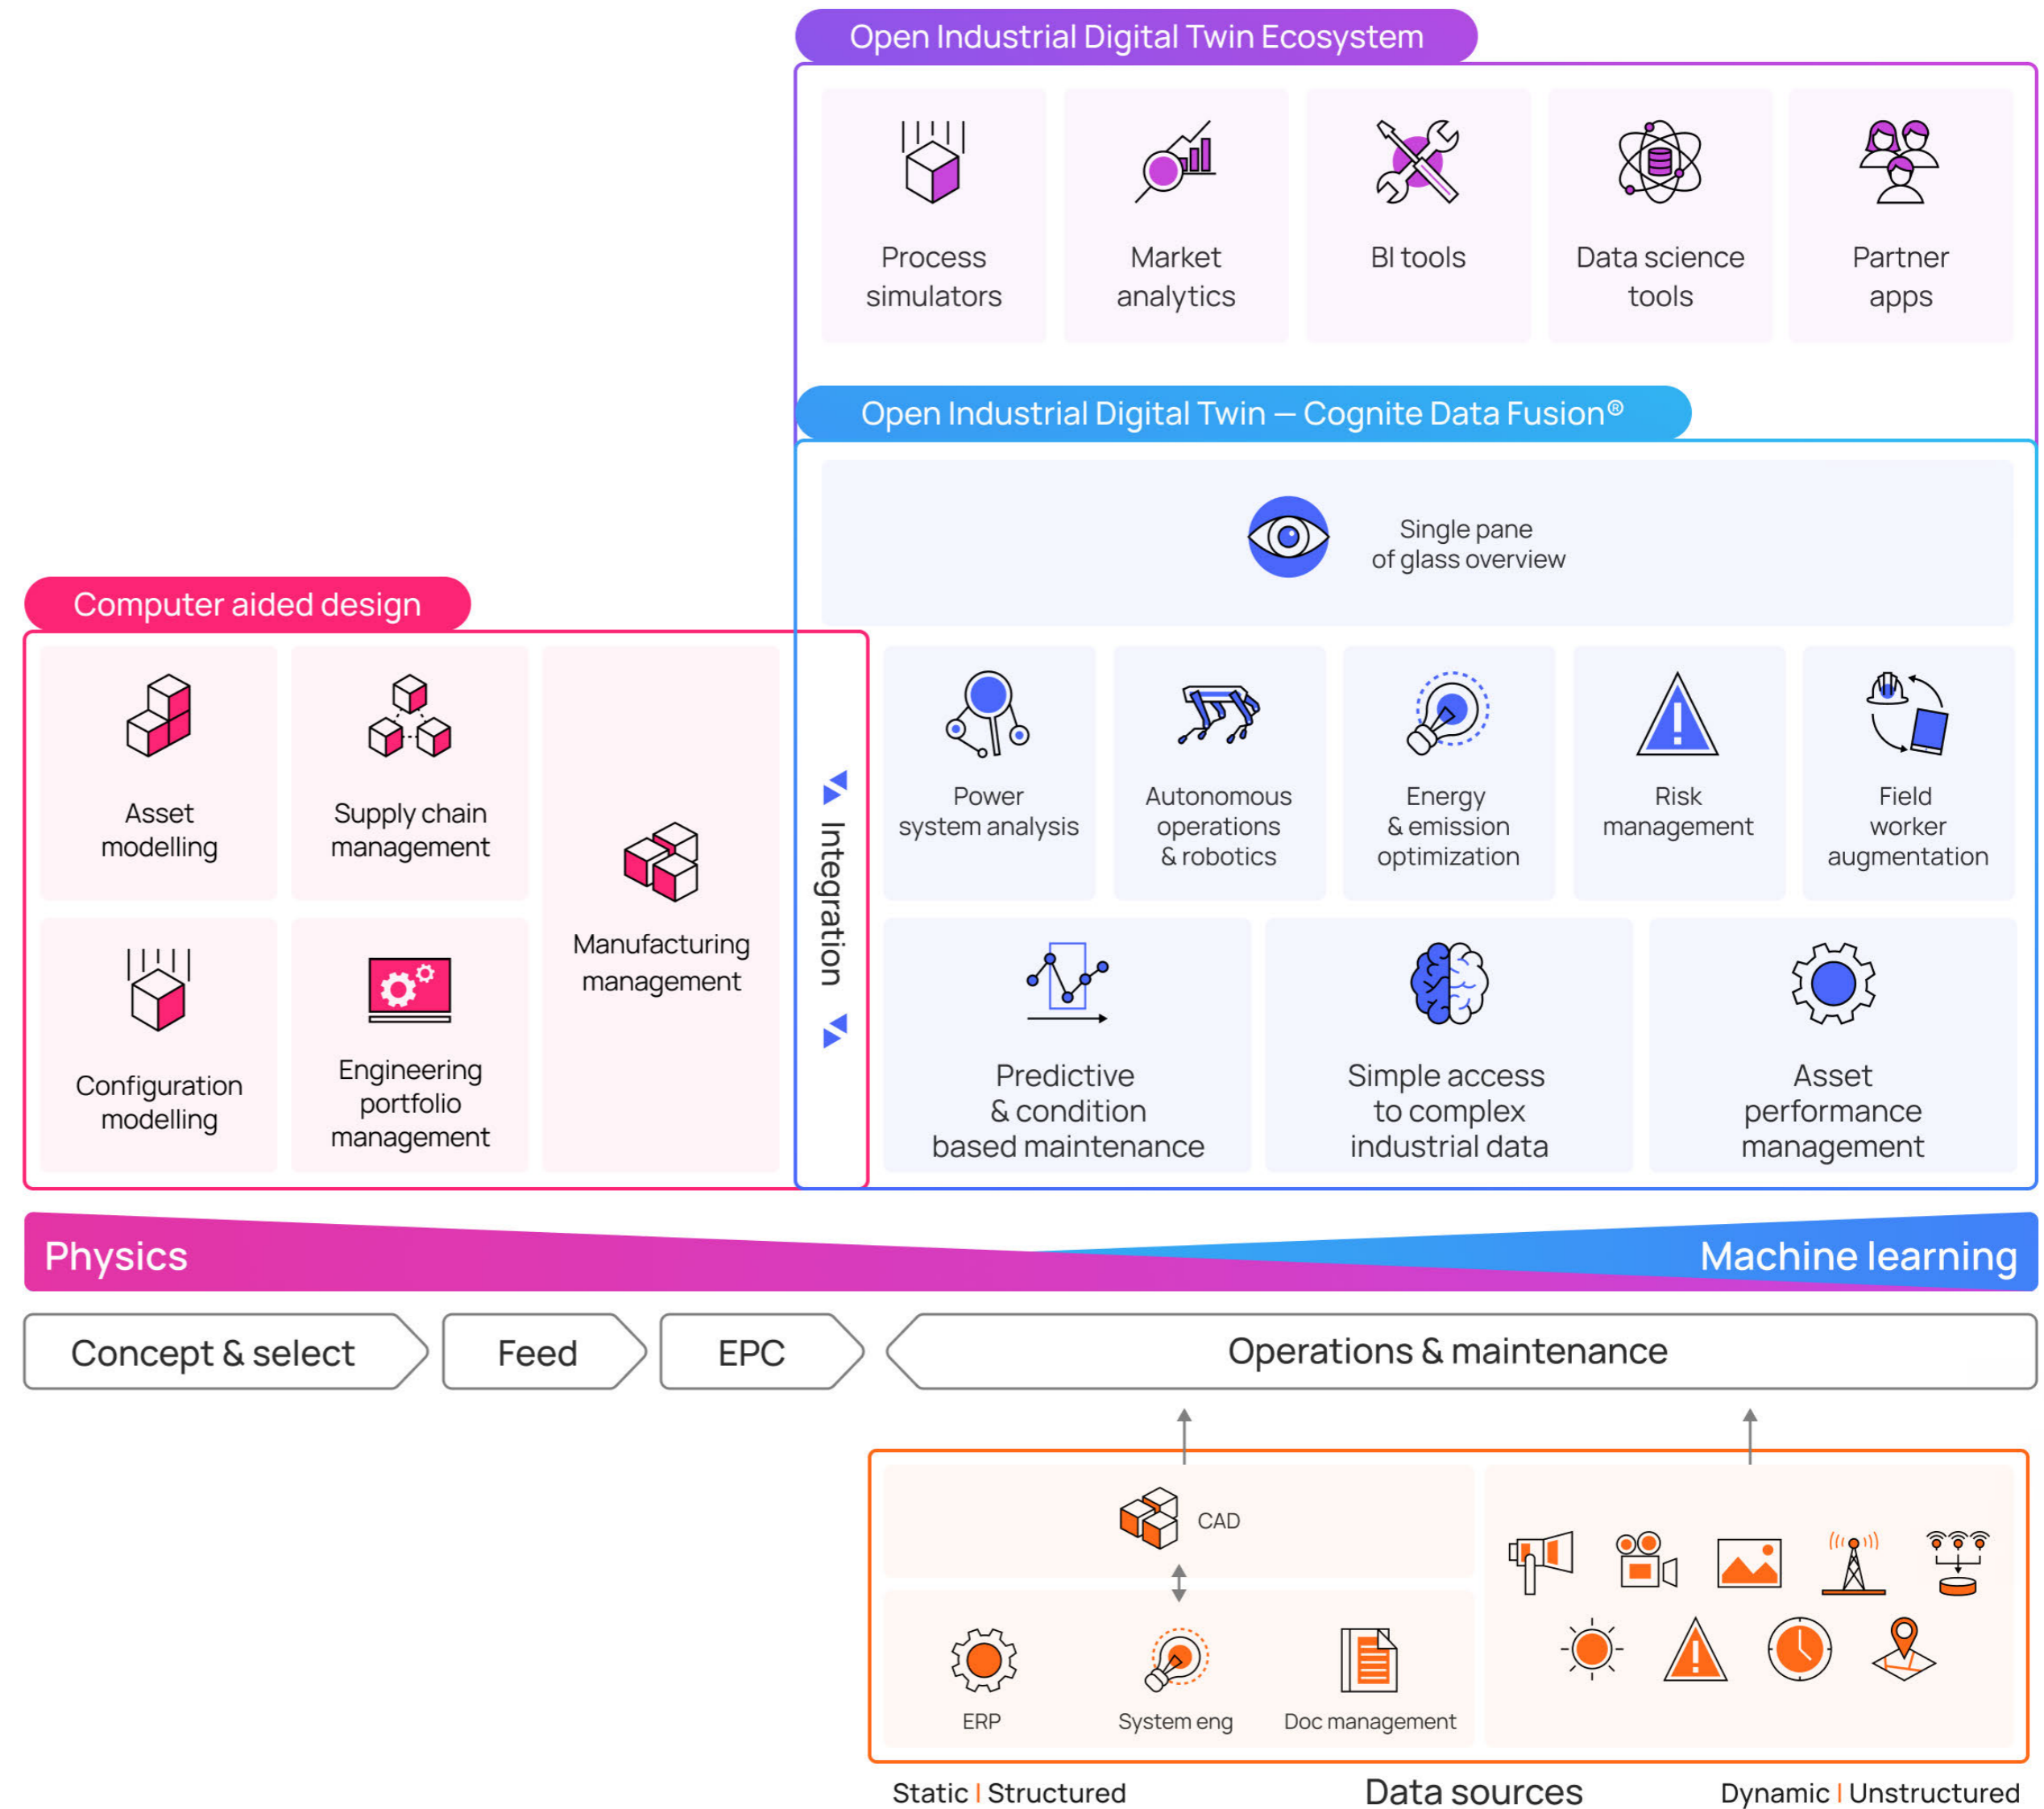 Open Industrial Digital Twin Ecosystem
Process
simulators
Market
analytics
BI tools
Data science
tools
Partner
apps
Open Industrial Digital Twin — Cognite Data Fusion®
Single pane
of glass overview
Computer aided design
Asset
modelling
Supply chain
management
Manufacturing
management
Configuration
modelling
Engineering
portfolio
management
Integration
Power
system analysis
Autonomous
operations
& robotics
Energy
& emission
optimization
Risk
management
Field
worker
augmentation
Predictive
& condition
based maintenance
Simple access
to complex
industrial data
Asset
performance
management
Physics
Machine learning
Concept & select
Feed
EPC
Operations & maintenance
CAD
ERP
System eng
Doc management
Static | Structured
Data sources
Dynamic | Unstructured